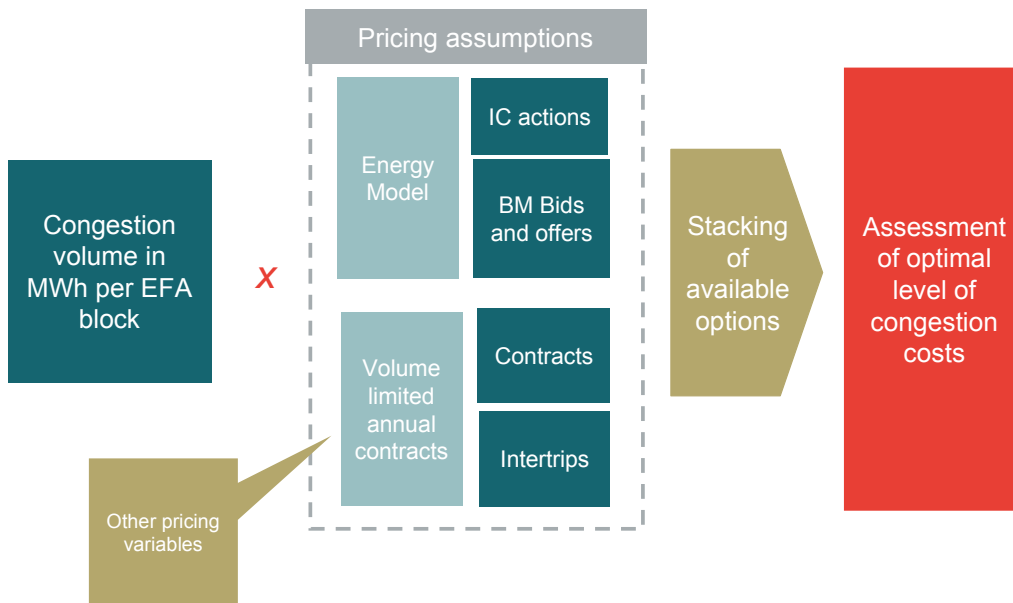 Pricing assumptions
Congestion
volume in
MWh per EFA
block
x
Energy
Model
IC actions
BM Bids
and offers
Volume
limited
annual
contracts
Contracts
Intertrips
Other pricing
variables
Stacking
of
available
options
Assessment
of optimal
level of
congestion
costs